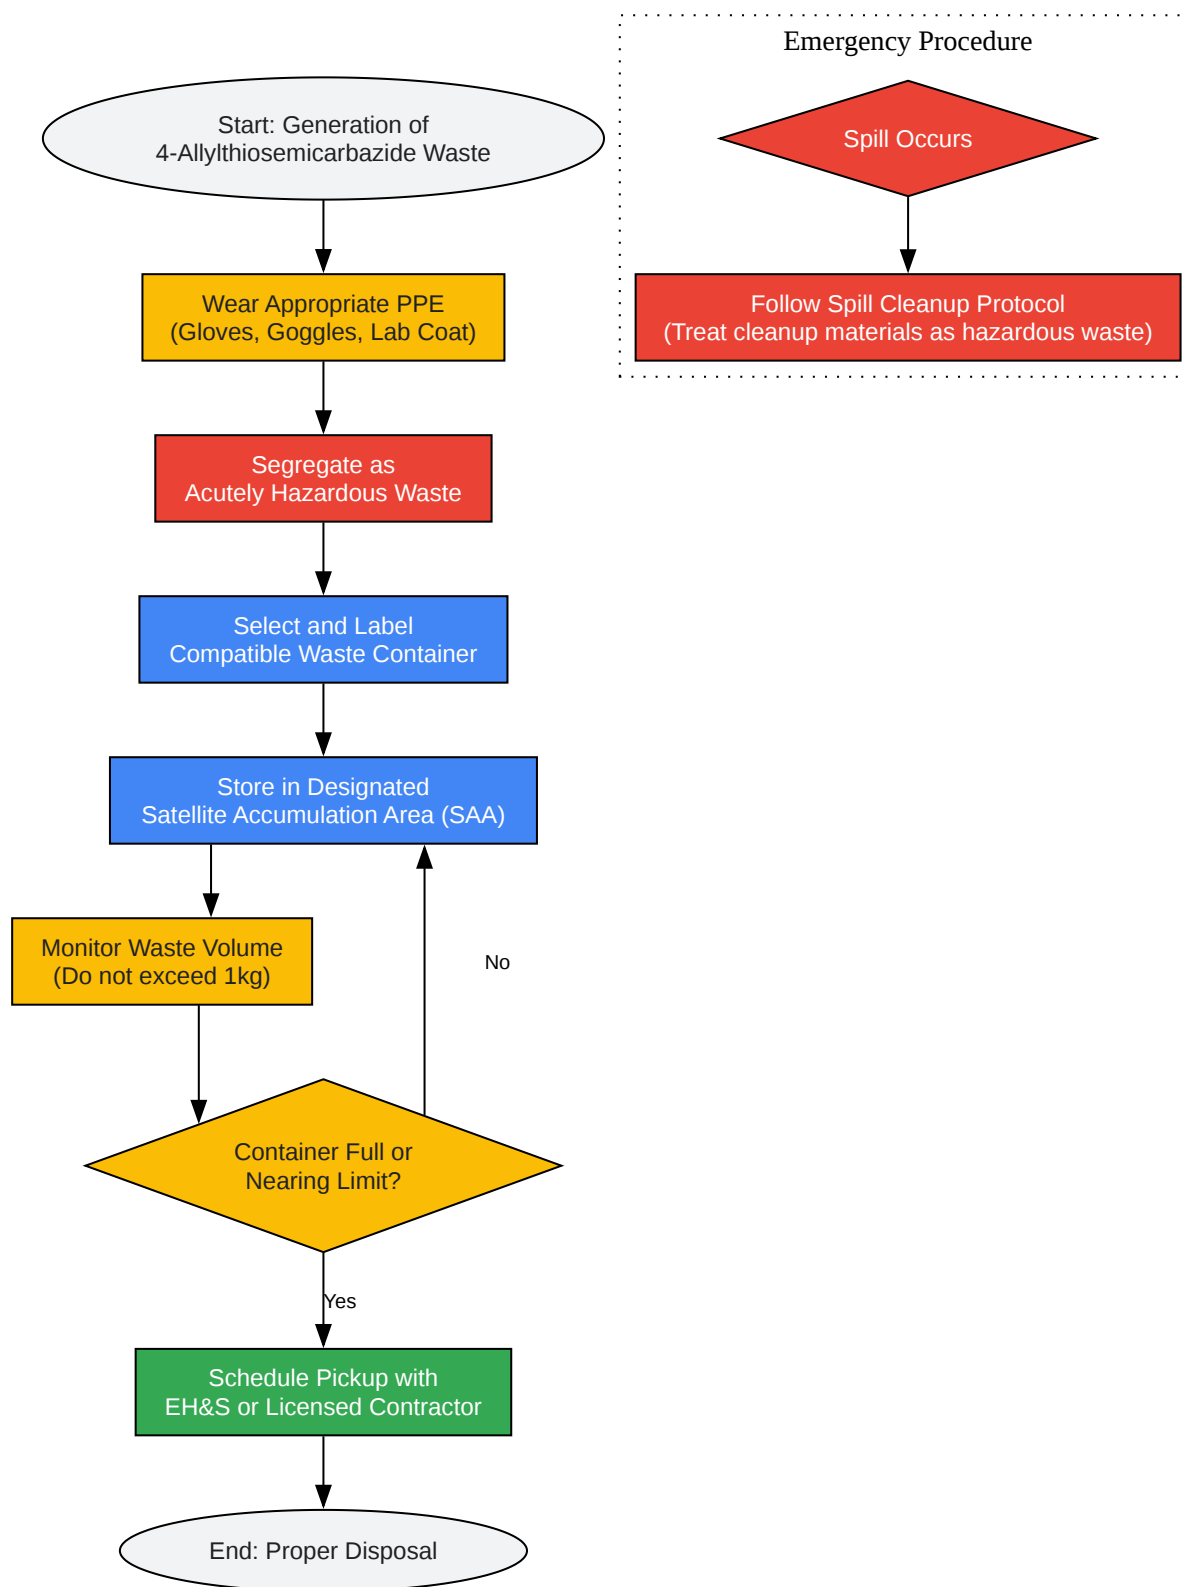 Start: Generation of
4-Allylthiosemicarbazide Waste
Wear Appropriate PPE
(Gloves, Goggles, Lab Coat)
Segregate as
Acutely Hazardous Waste
Select and Label
Compatible Waste Container
Store in Designated
Satellite Accumulation Area (SAA)
Monitor Waste Volume
(Do not exceed 1kg)
No
Container Full or
Nearing Limit?
Yes
Schedule Pickup with
EH&S or Licensed Contractor
End: Proper Disposal
Emergency Procedure
Spill Occurs
Follow Spill Cleanup Protocol
(Treat cleanup materials as hazardous waste)